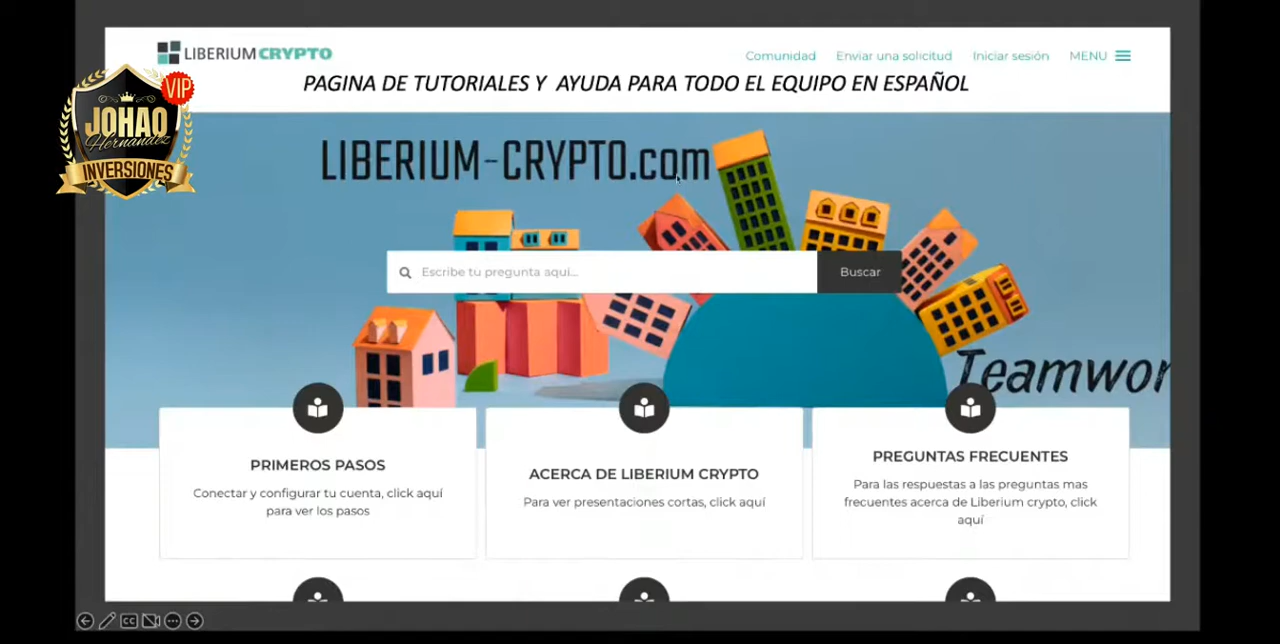 LIBERIUM CRYPTO
Comunidad Enviar una solicitud Iniciar sesión MENU
PAGINA DE TUTORIALES Y AYUDA PARA TODO EL EQUIPO EN ESPAÑOL
VIP
JOHAO
Hernandez
INVERSIONES
LIBERIUM-CRYPTO.com
Escribe tu pregunta aquí...
Buscar
Teamwor
PRIMEROS PASOS
Conectar y configurar tu cuenta, click aquí
para ver los pasos
ACERCA DE LIBERIUM CRYPTO
Para ver presentaciones cortas, click aquí
PREGUNTAS FRECUENTES
Para las respuestas a las preguntas mas
frecuentes acerca de Liberium crypto, click
aquí
CC